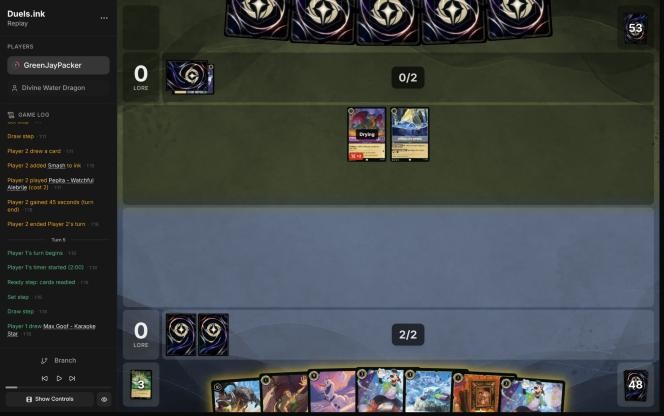 Duels.ink
Replay
PLAYERS
GreenJayPacker
Divine Water Dragon
GAME LOG
Draw step
Player 2 drew a card
Player 2 added Smash to ink
Player 2 played Pepita - Watchful
Alebrije (cost 2)
Player 2 gained 45 seconds (turn
end)
Player 2 ended Player 2's turn
Turn 5
Player 1's turn begins
Player 1's timer started (2:00)
Ready step: cards readied
Set step
Draw step
Player 1 drew Max Goof - Karaoke
Star
Branch
Show Controls
53
0
LORE
0/2
Drying
0
LORE
2/2
3
48